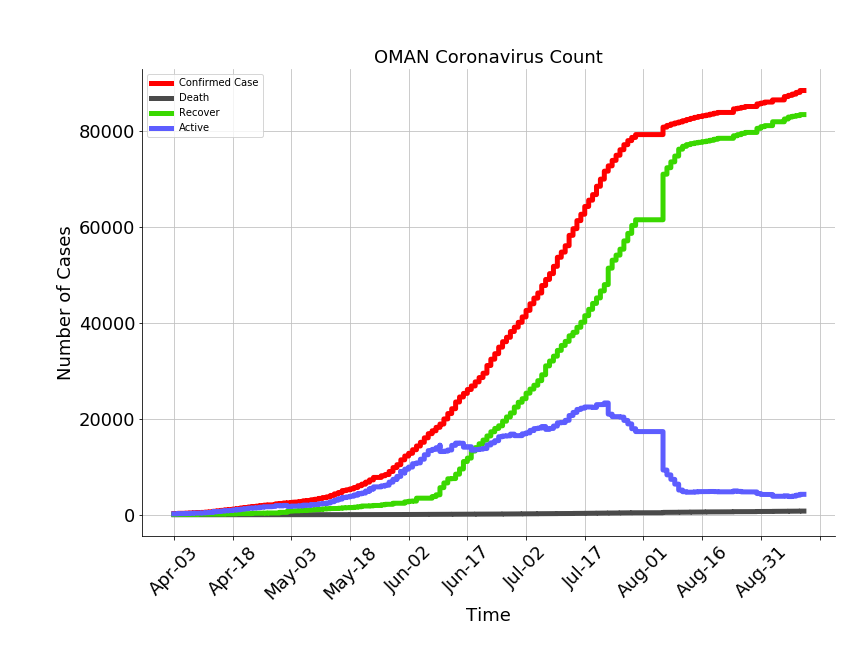 OMAN Coronavirus Count
Confirmed Case
Death
Recover
Active
Number of Cases
80000
60000
40000
20000
0
Apr-03
Apr-18
May-03
May-18
Jun-02
Jun-17
Jul-02
Jul-17
Aug-01
Aug-16
Aug-31
Time